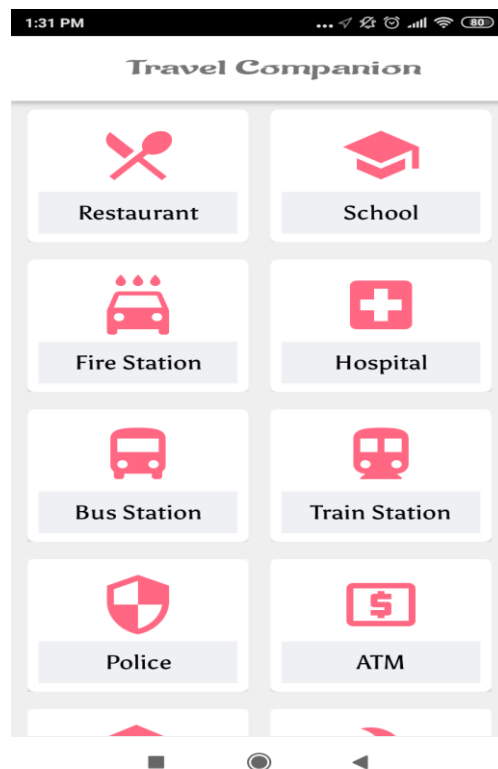 1:31 PM
80
Travel Companion
Restaurant
School
Fire Station
Hospital
Bus Station
Train Station
Police
ATM